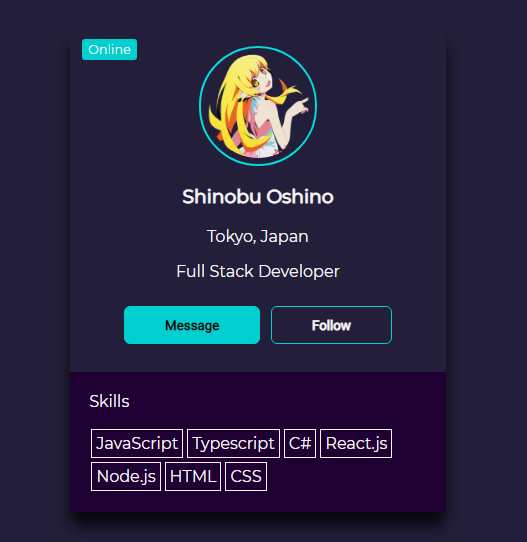 Online
Shinobu Oshino
Tokyo, Japan
Full Stack Developer
Message Follow
Skills
JavaScript Typescript C# React.js
Node.js HTML CSS